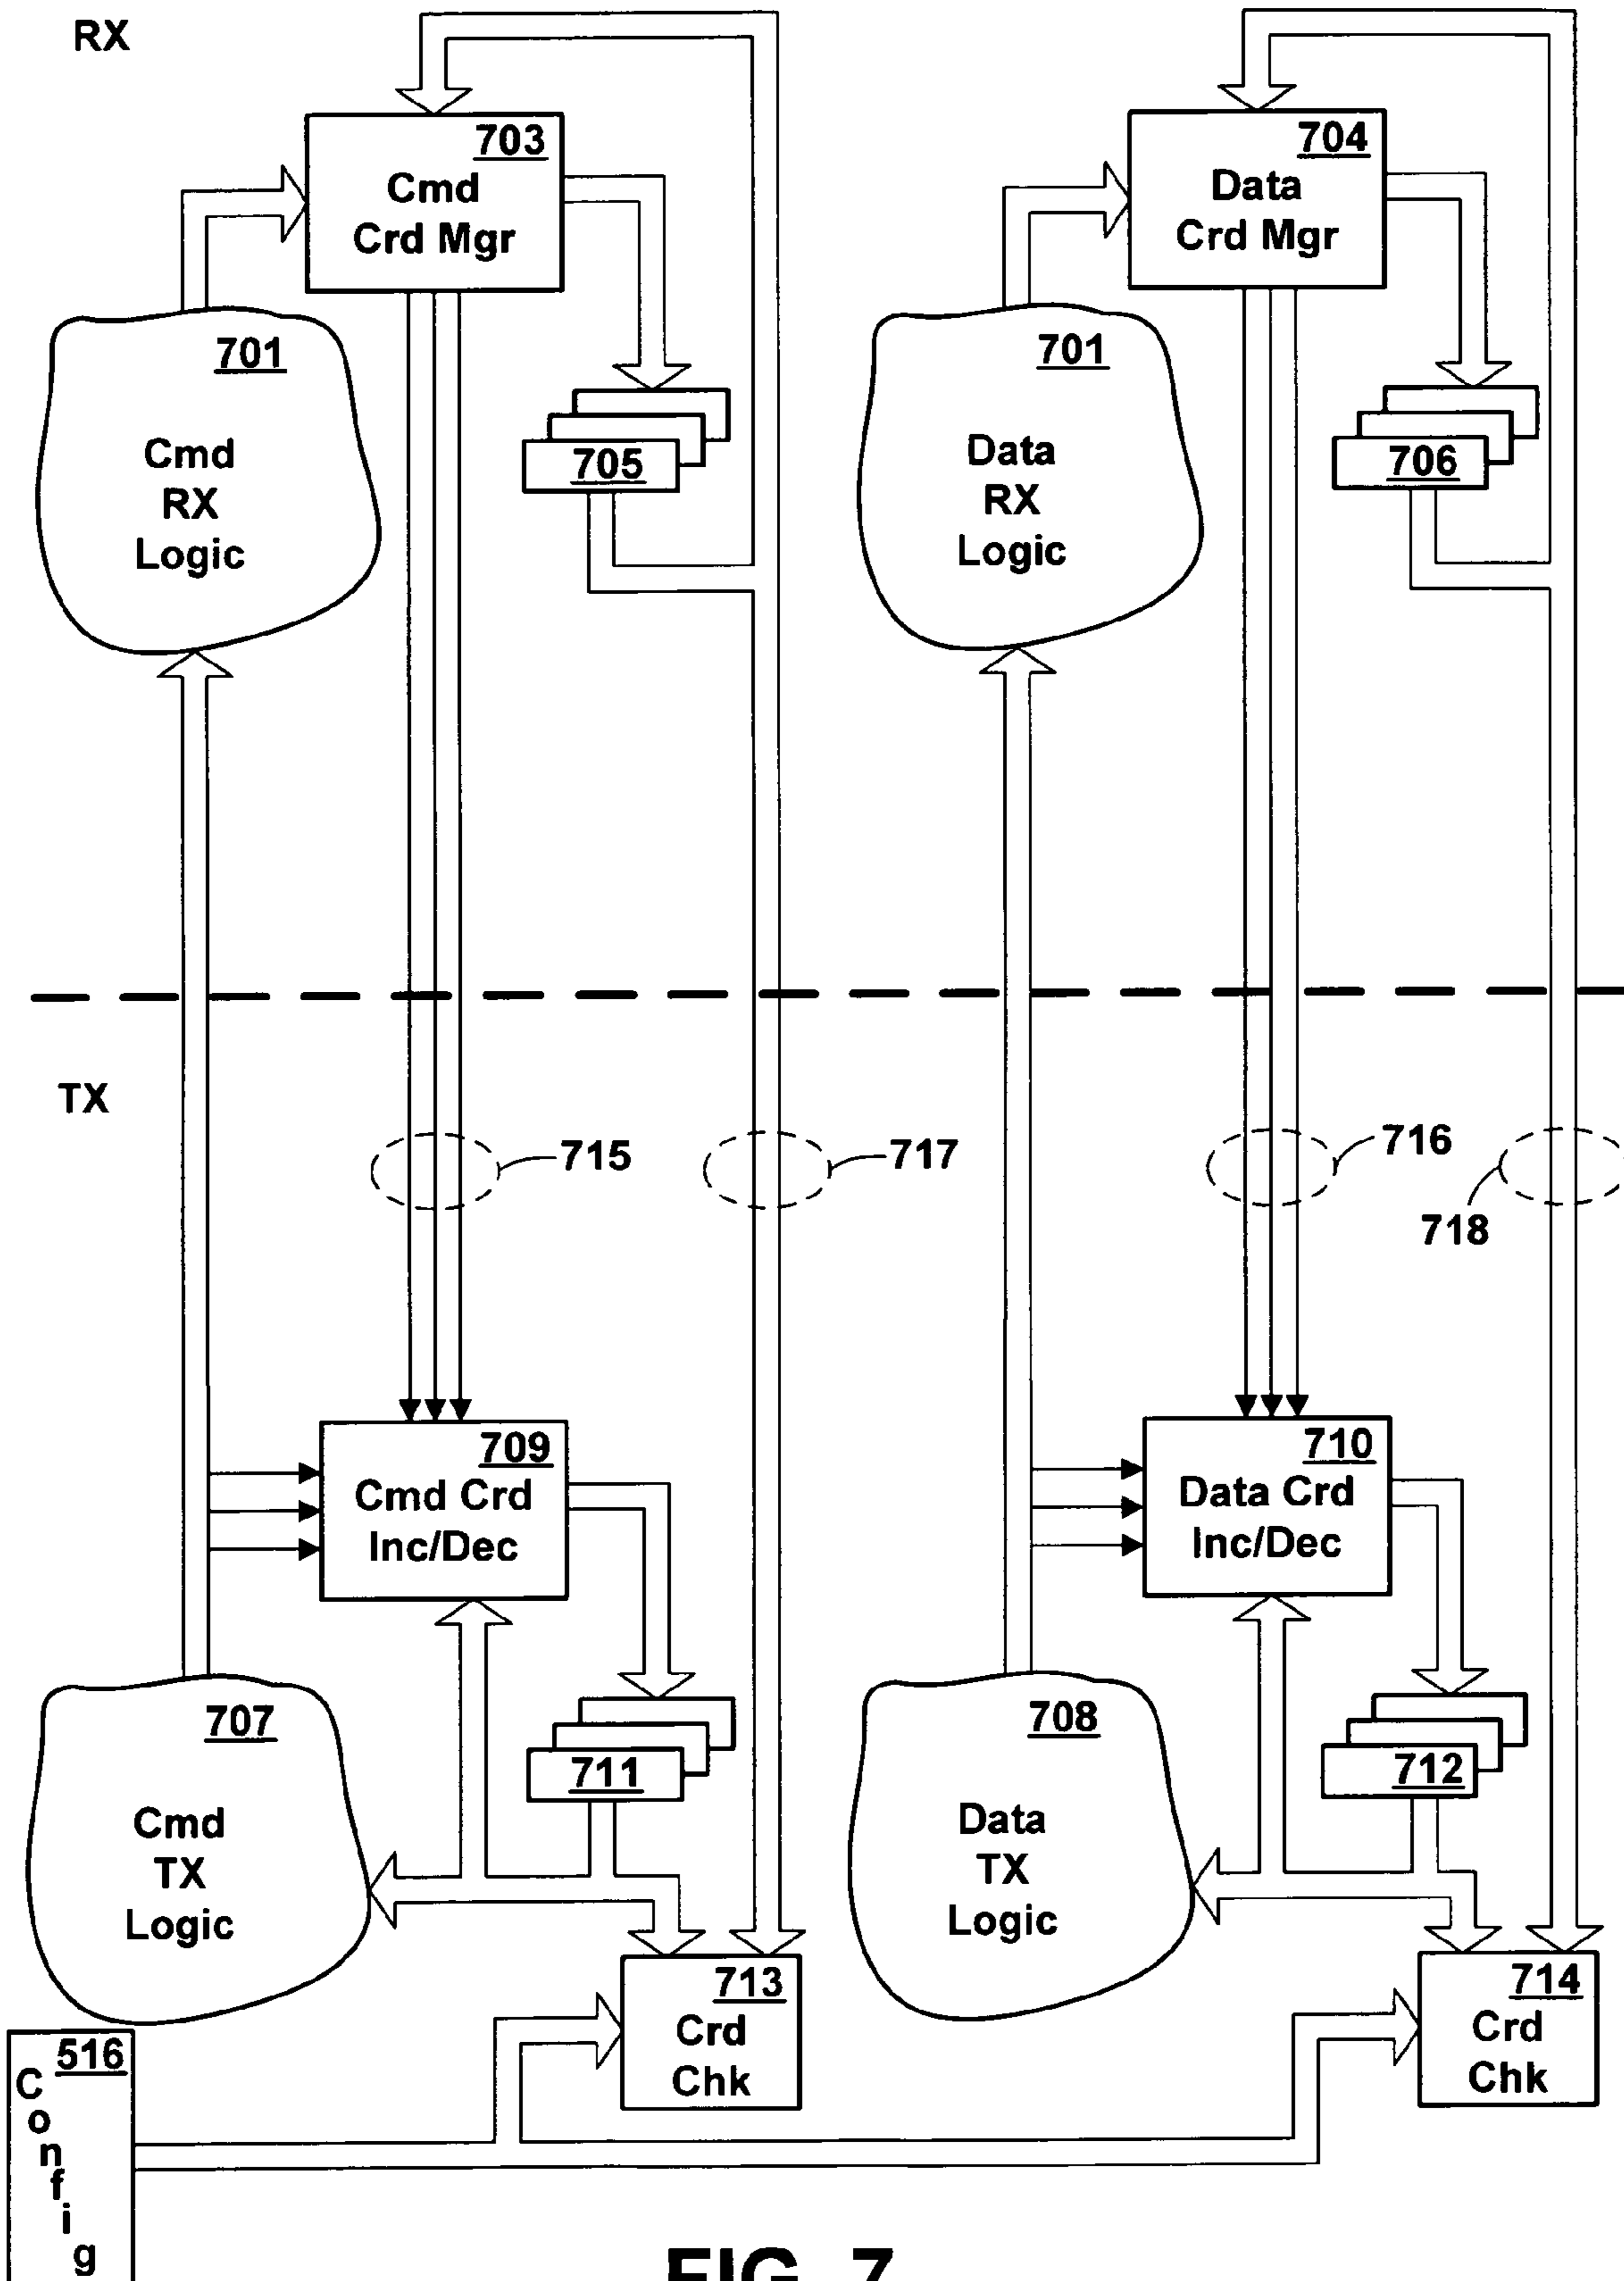 RX
703
Cmd
Crd Mgr
704
Data
Crd Mgr
701
Cmd
RX
Logic
705
701
Data
RX
Logic
706
TX
715
717
716
718
709
Cmd Crd
Inc/Dec
710
Data Crd
Inc/Dec
707
Cmd
TX
Logic
711
708
Data
TX
Logic
712
713
Crd
Chk
714
Crd
Chk
516
Config
FIG. 7